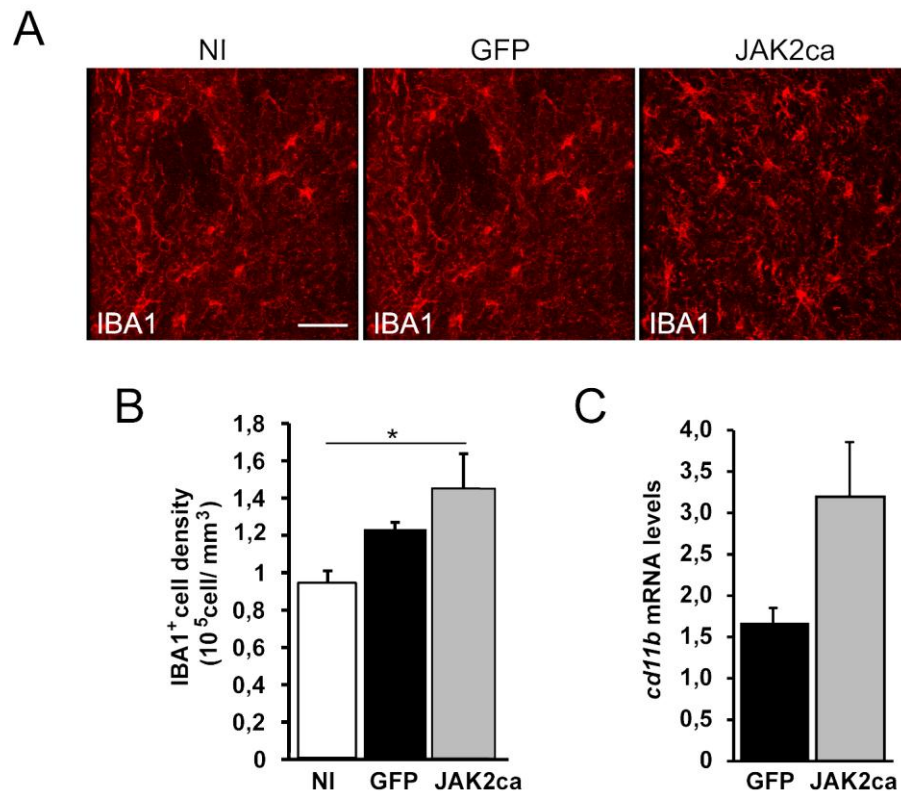 A
NI GFP JAK2ca
IBA1 IBA1 IBA1
B
IBA1+ cell density
(10 5cell/ mm3)
1,8
1,6
1,4
1,2
1
0,8
0,6
0,4
0,2
0
*
NI GFP JAK2ca
C
cd11b mRNA levels
4,0
3,5
3,0
2,5
2,0
1,5
1,0
0,5
0
GFP JAK2ca